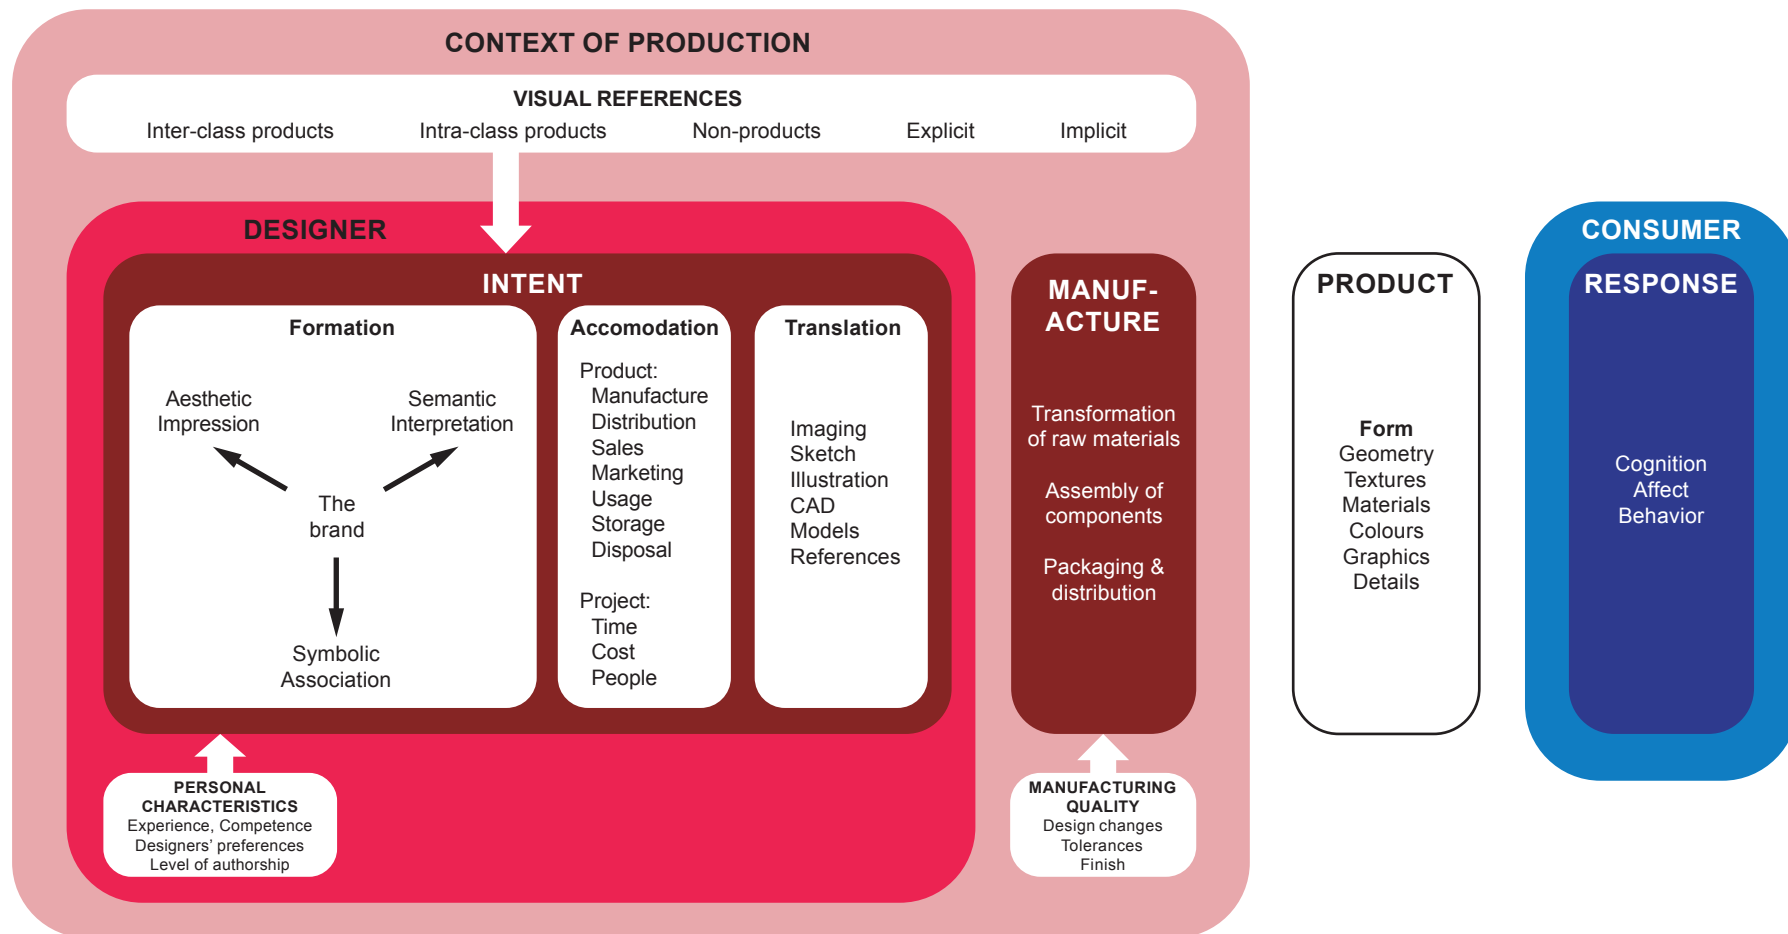 CONTEXT OF PRODUCTION
VISUAL REFERENCES
Inter-class products
Intra-class products
Non-products
Explicit
Implicit
DESIGNER
INTENT
Formation
Aesthetic
Impression
Semantic
Interpretation
The
brand
Symbolic
Association
Accomodation
Product:
Manufacture
Distribution
Sales
Marketing
Usage
Storage
Disposal
Project:
Time
Cost
People
Translation
Imaging
Sketch
Illustration
CAD
Models
References
PERSONAL
CHARACTERISTICS
Experience, Competence
Designers’ preferences
Level of authorship
MANUF-
ACTURE
Transformation
of raw materials
Assembly of
components
Packaging &
distribution
MANUFACTURING
QUALITY
Design changes
Tolerances
Finish
PRODUCT
Form
Geometry
Textures
Materials
Colours
Graphics
Details
CONSUMER
RESPONSE
Cognition
Affect
Behavior